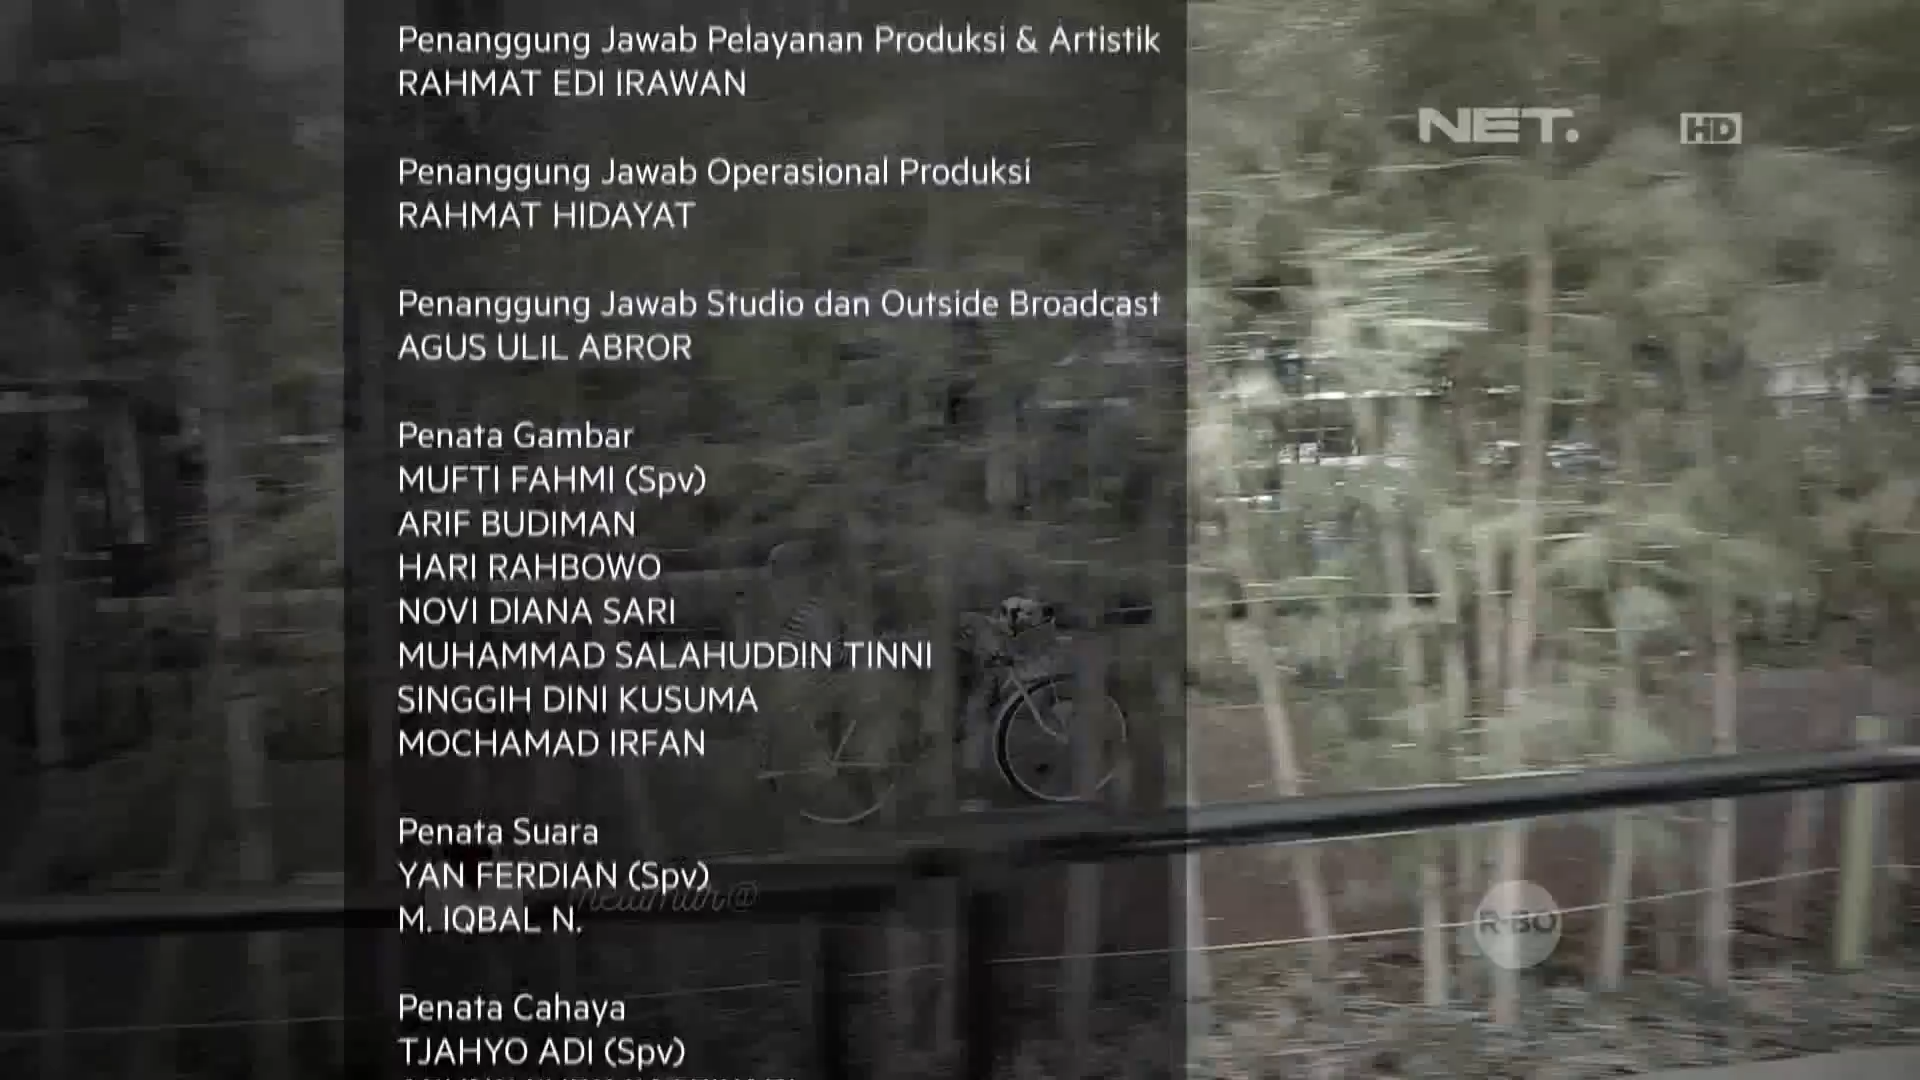 Penanggung Jawab Pelayanan Produksi & Artistik
RAHMAT EDI IRAWAN
Penanggung Jawab Operasional Produksi
RAHMAT HIDAYAT
Penanggung Jawab Studio dan Outside Broadcast
AGUS ULIL ABROR
Penata Gambar
MUFTI FAHMI (Spv)
ARIF BUDIMAN
HARI RAHBOWO
NOVI DIANA SARI
MUHAMMAD SALAHUDDIN TINNI
SINGGIH DINI KUSUMA
MOCHAMAD IRFAN
Penata Suara
YAN FERDIAN (Spv)
M. IQBAL N.
Penata Cahaya
TJAHYO ADI (Spv)
NET.
HD
R-BO